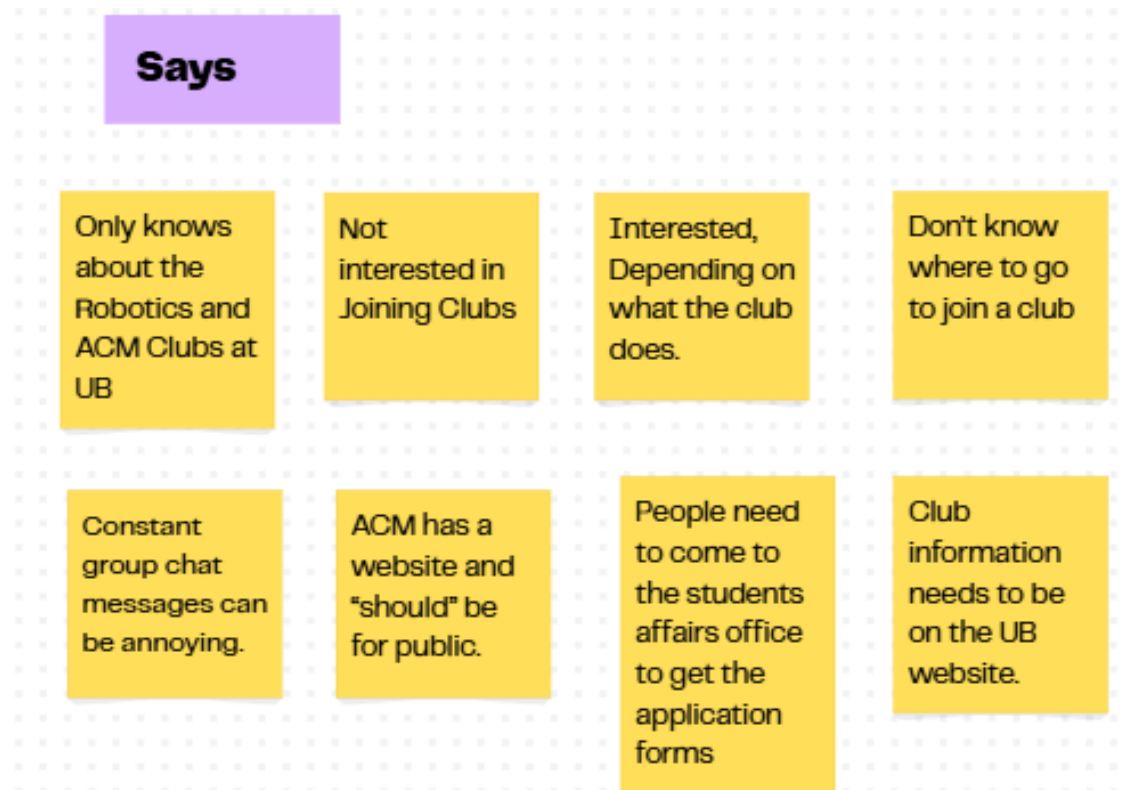 Says
Only knows
about the
Robotics and
ACM Clubs at
UB
Not
interested in
Joining Clubs
Interested,
Depending on
what the club
does.
Don't know
where to go
to join a club
Constant
group chat
messages can
be annoying.
ACM has a
website and
"should" be
for public.
People need
to come to
the students
affairs office
to get the
application
forms
Club
information
needs to be
on the UB
website.